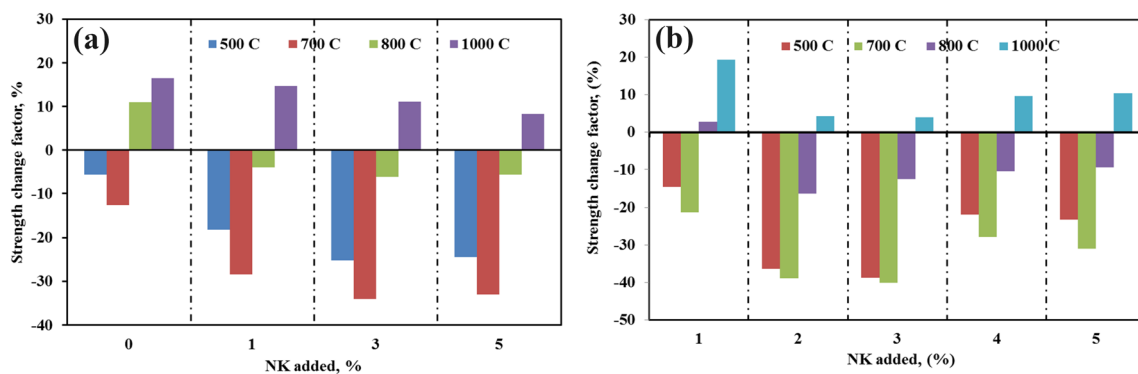 (a)
500 C 700 C 800 C 1000 C
Strength change factor, %
30
20
10
0
-10
-20
-30
-40
0 1 3 5
NK added, %
(b)
500 C 700 C 800 C 1000 C
Strength change factor, (%)
30
20
10
0
-10
-20
-30
-40
-50
1 2 3 4 5
NK added, (%)